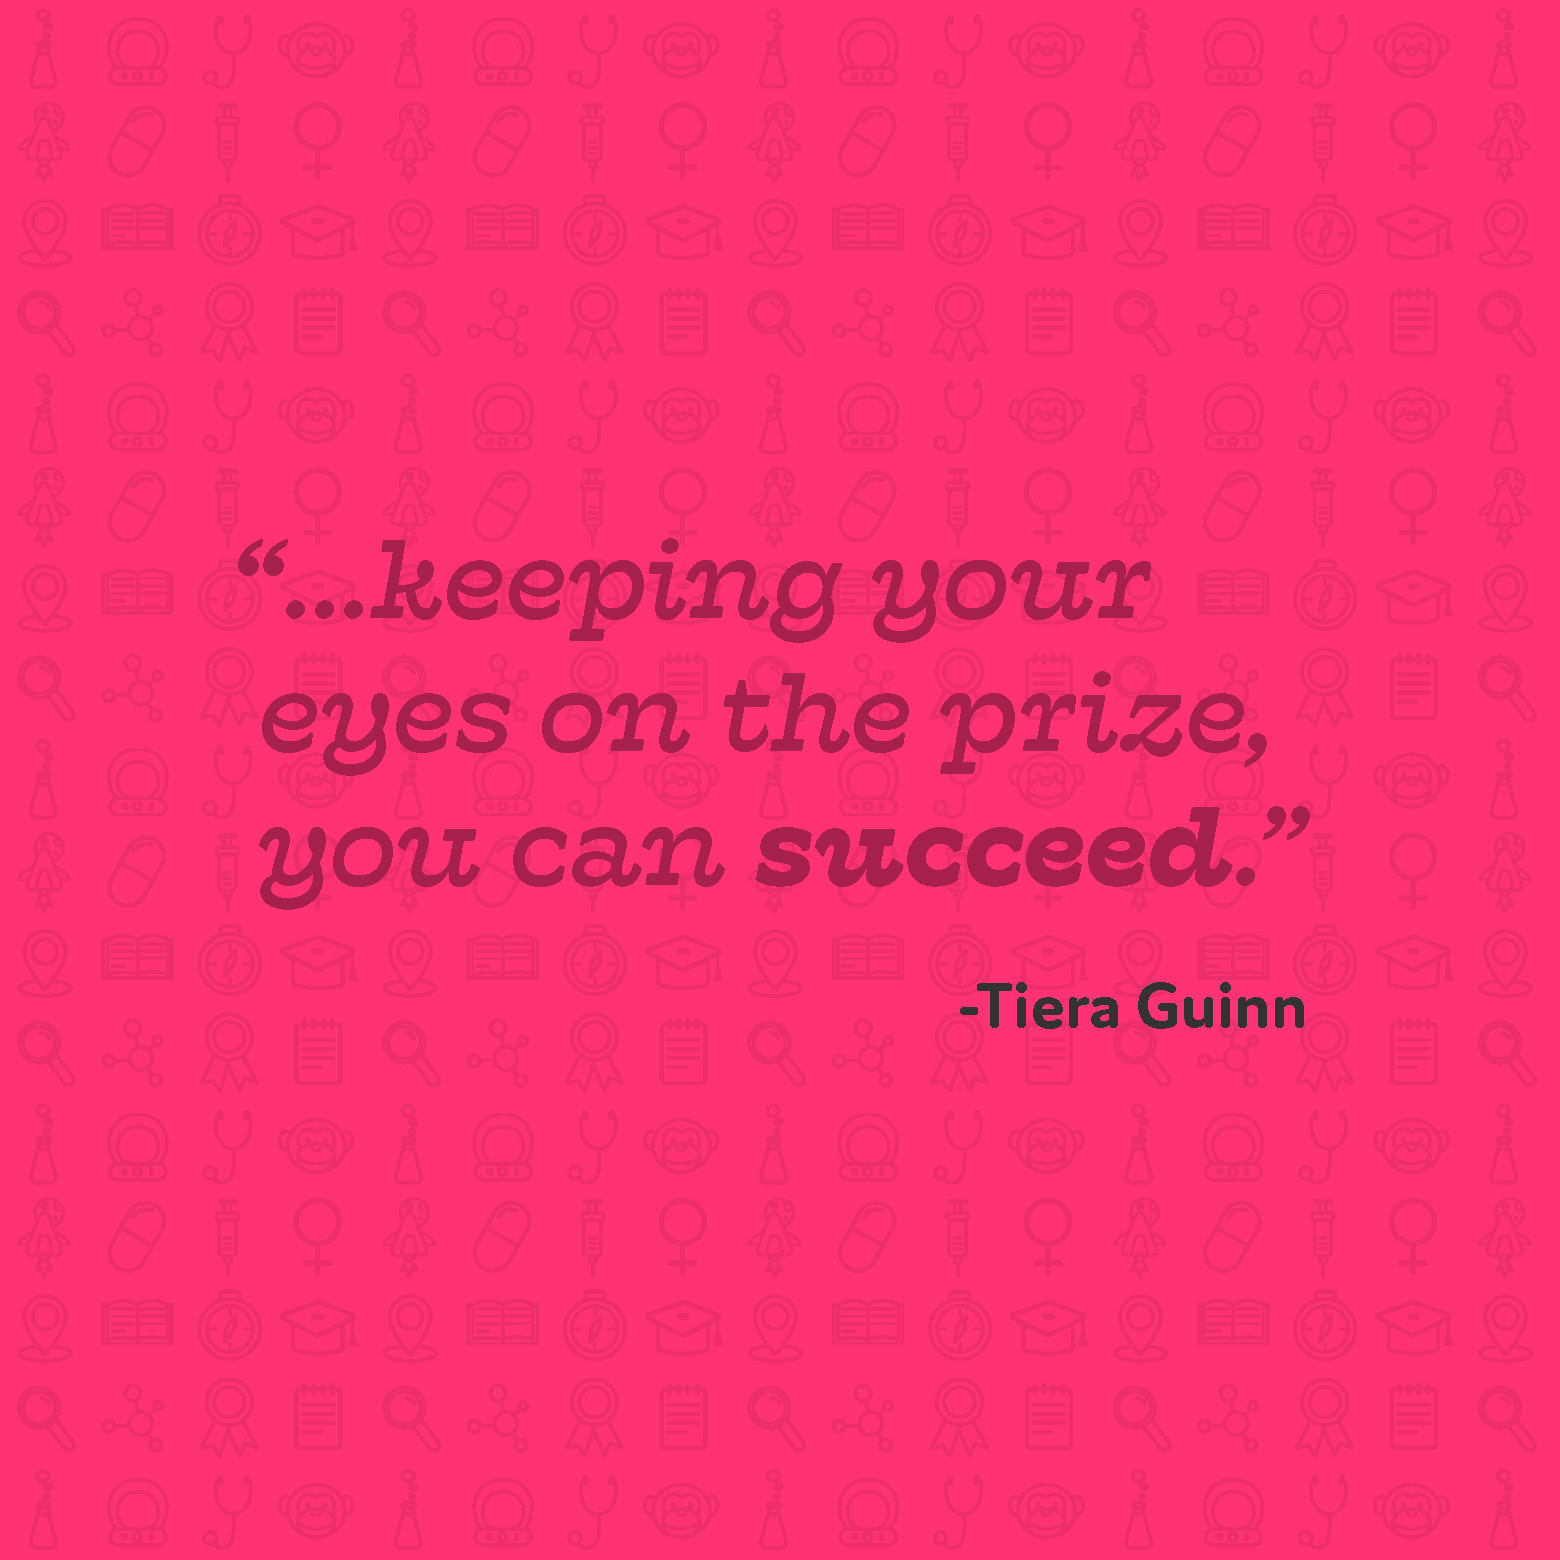 “...keeping your
eyes on the prize,
you can succeed.”
-Tiera Guinn